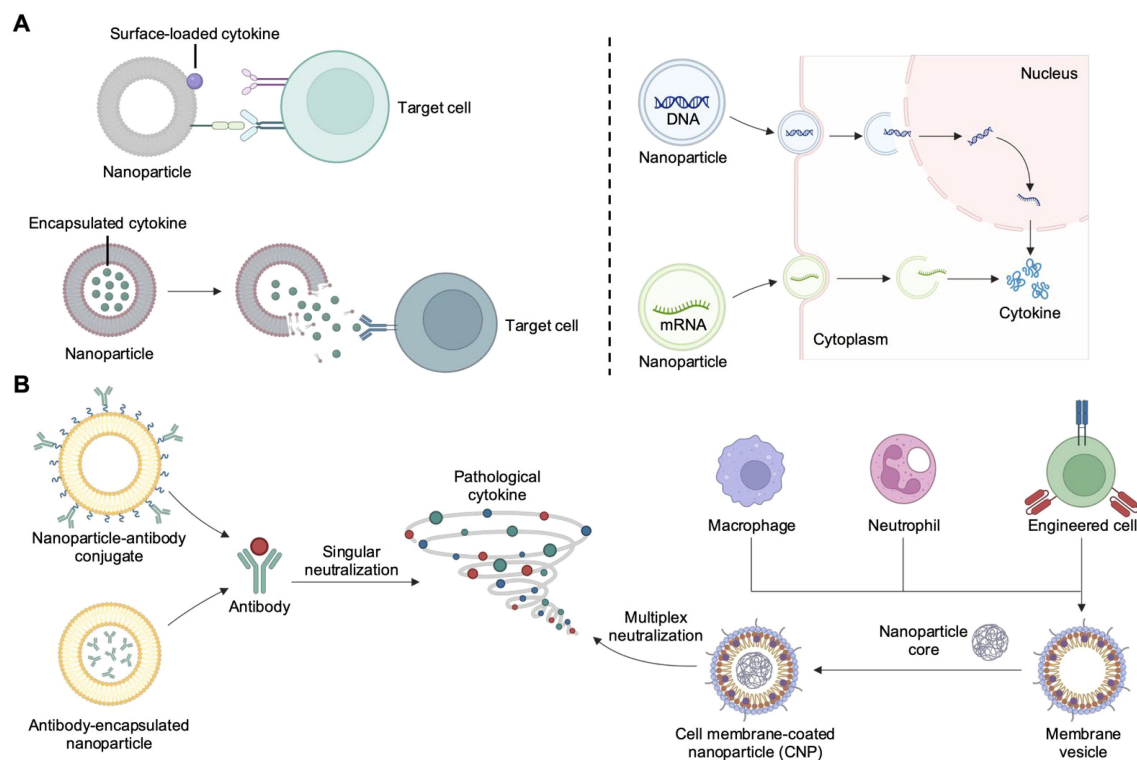 A
Surface-loaded cytokine
Target cell
Nanoparticle
Encapsulated cytokine
Nanoparticle
Target cell
Nucleus
DNA
Nanoparticle
mRNA
Nanoparticle
Cytoplasm
Cytokine
B
Nanoparticle-antibody
conjugate
Antibody-encapsulated
nanoparticle
Antibody
Singular
neutralization
Pathological
cytokine
Macrophage
Neutrophil
Engineered cell
Multiplex
neutralization
Nanoparticle
core
Cell membrane-coated
nanoparticle (CNP)
Membrane
vesicle